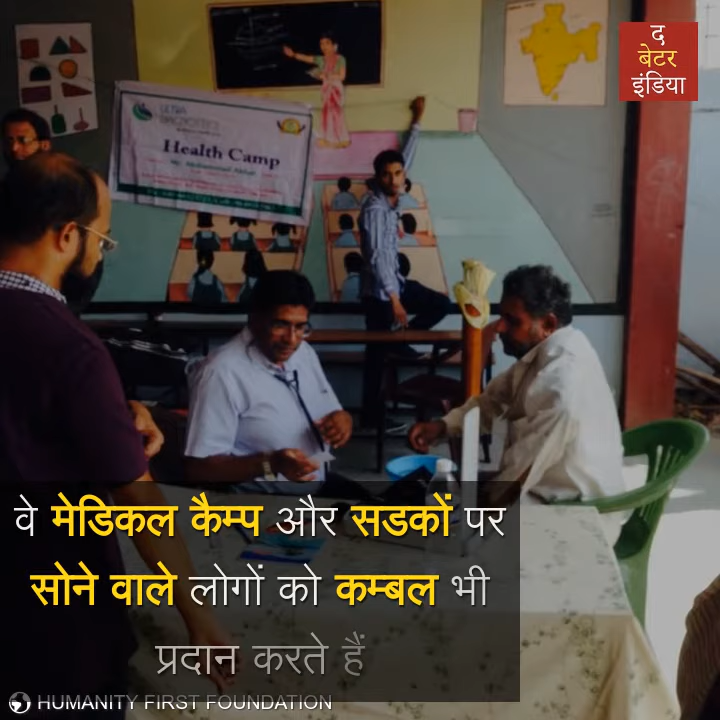 द
बेटर
इंडिया
Health Camp
वे मेडिकल कैम्प और सडकों पर
सोने वाले लोगों को कम्बल भी
प्रदान करते हैं
HUMANITY FIRST FOUNDATION